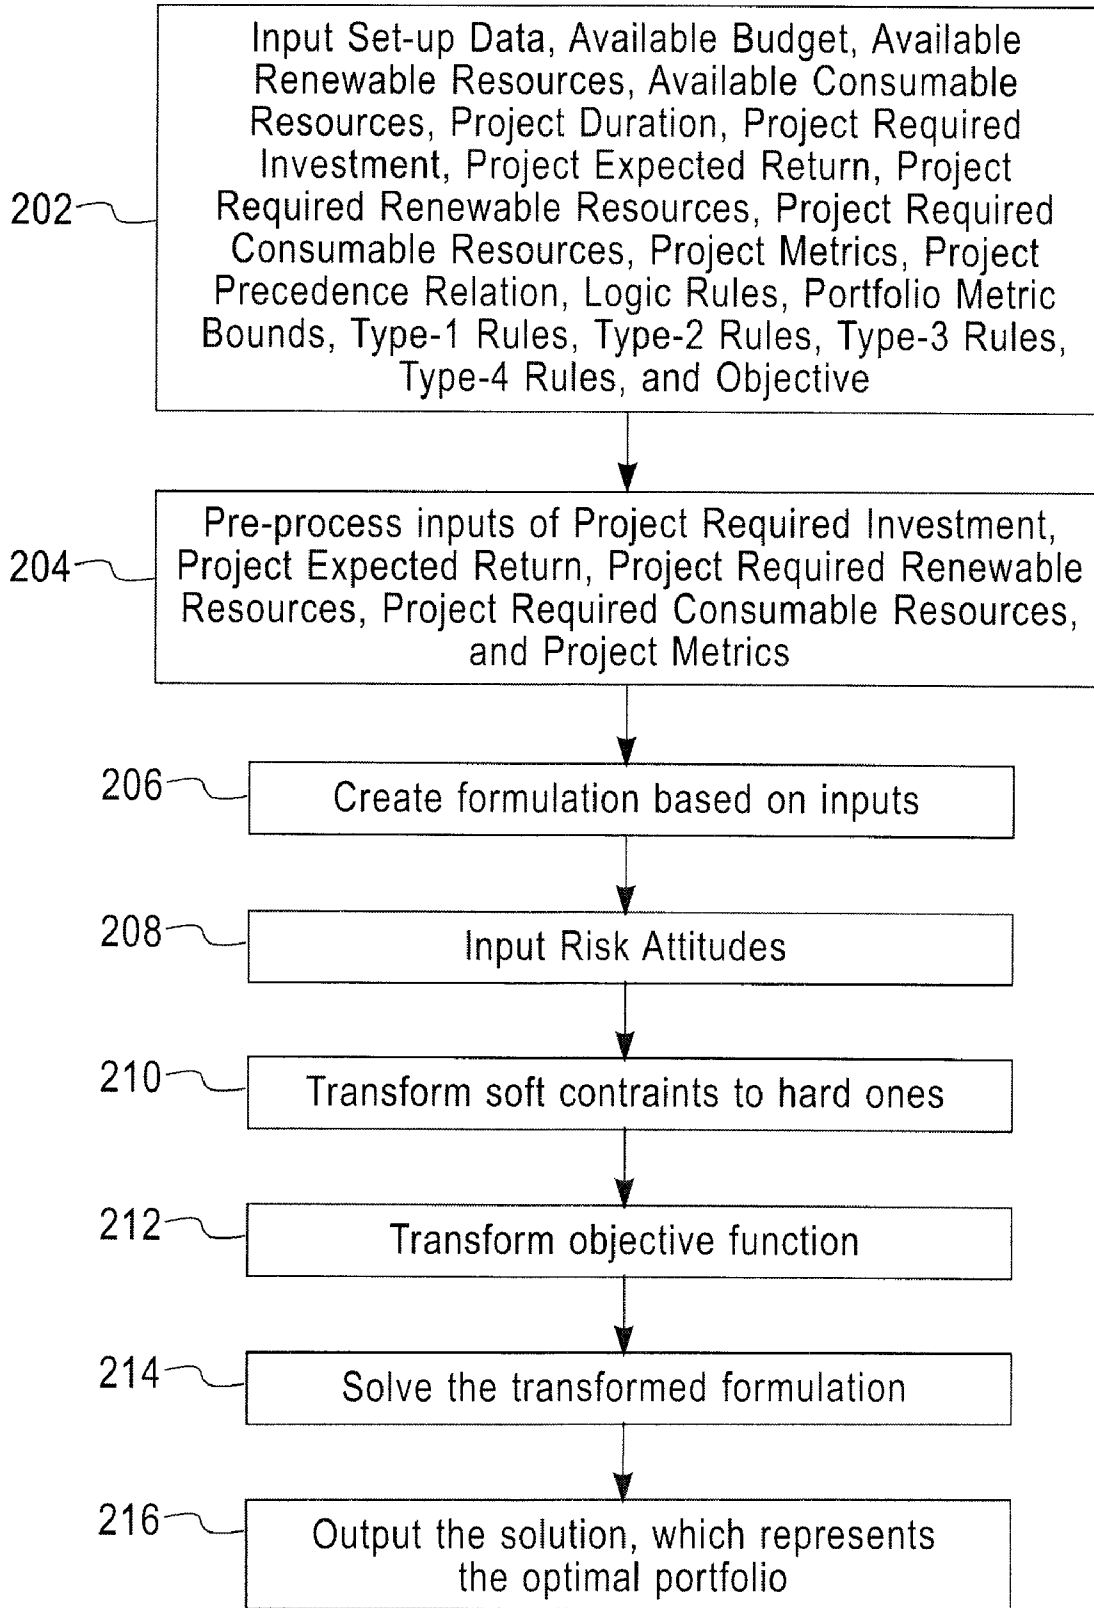 Input Set-up Data, Available Budget, Available
Renewable Resources, Available Consumable
Resources, Project Duration, Project Required
Investment, Project Expected Return, Project
Required Renewable Resources, Project Required
Consumable Resources, Project Metrics, Project
Precedence Relation, Logic Rules, Portfolio Metric
Bounds, Type-1 Rules, Type-2 Rules, Type-3 Rules,
Type-4 Rules, and Objective
202
Pre-process inputs of Project Required Investment,
Project Expected Return, Project Required Renewable
Resources, Project Required Consumable Resources,
and Project Metrics
204
206
Create formulation based on inputs
208
Input Risk Attitudes
210
Transform soft contraints to hard ones
212
Transform objective function
214
Solve the transformed formulation
216
Output the solution, which represents
the optimal portfolio